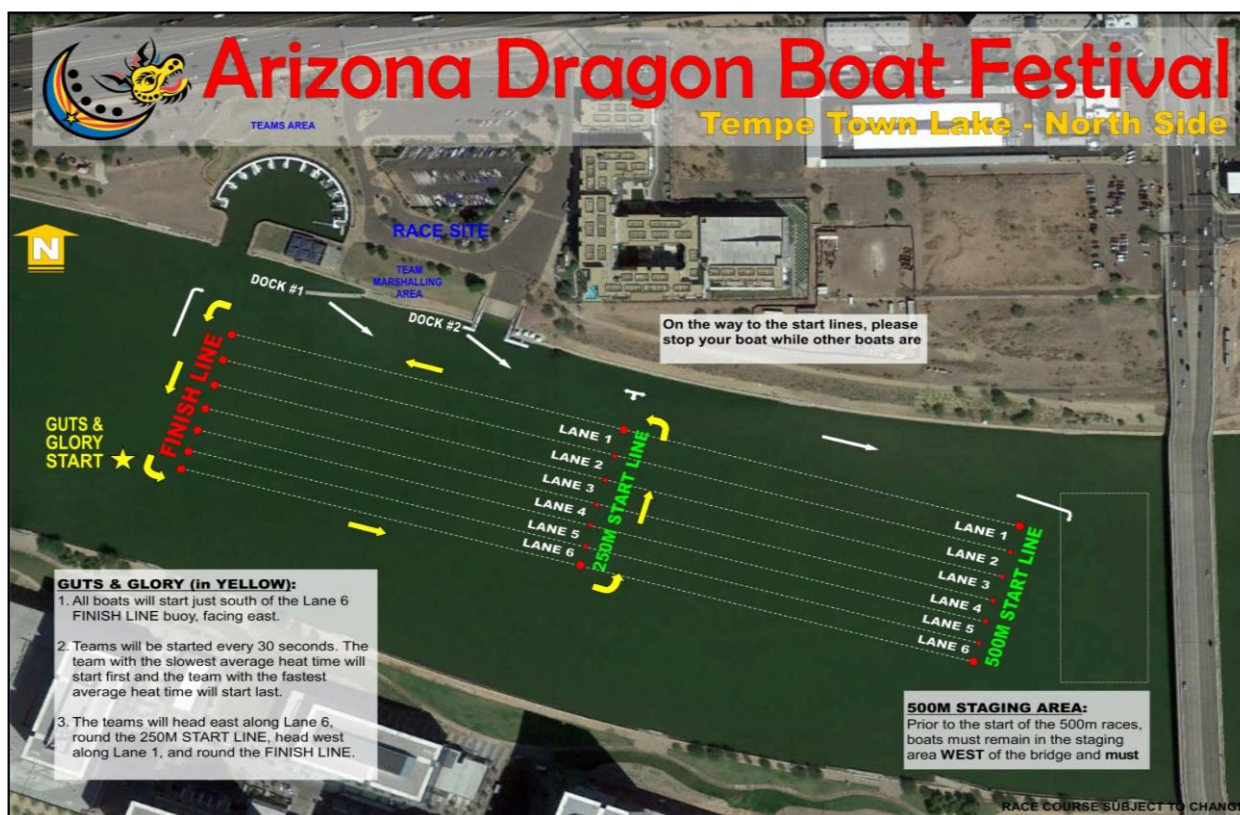 Arizona Dragon Boat Festival
Tempe Town Lake - North Side
TEAMS AREA
RACE SITE
N
TEAM
MARSHALLING
AREA
DOCK #1
DOCK #2
On the way to the start lines, please
stop your boat while other boats are
FINISH LINE
GUTS &
GLORY
START
LANE 1
LANE 2
LANE 3
LANE 4
LANE 5
LANE 6
250M START LINE
LANE 1
LANE 2
LANE 3
LANE 4
LANE 5
LANE 6
500M START LINE
GUTS & GLORY (in YELLOW):
1. All boats will start just south of the Lane 6
FINISH LINE buoy, facing east.
2. Teams will be started every 30 seconds. The
team with the slowest average heat time will
start first and the team with the fastest
average heat time will start last.
3. The teams will head east along Lane 6,
round the 250M START LINE, head west
along Lane 1, and round the FINISH LINE.
500M STAGING AREA:
Prior to the start of the 500m races,
boats must remain in the staging
area WEST of the bridge and must
RACE COURSE SUBJECT TO CHANGE